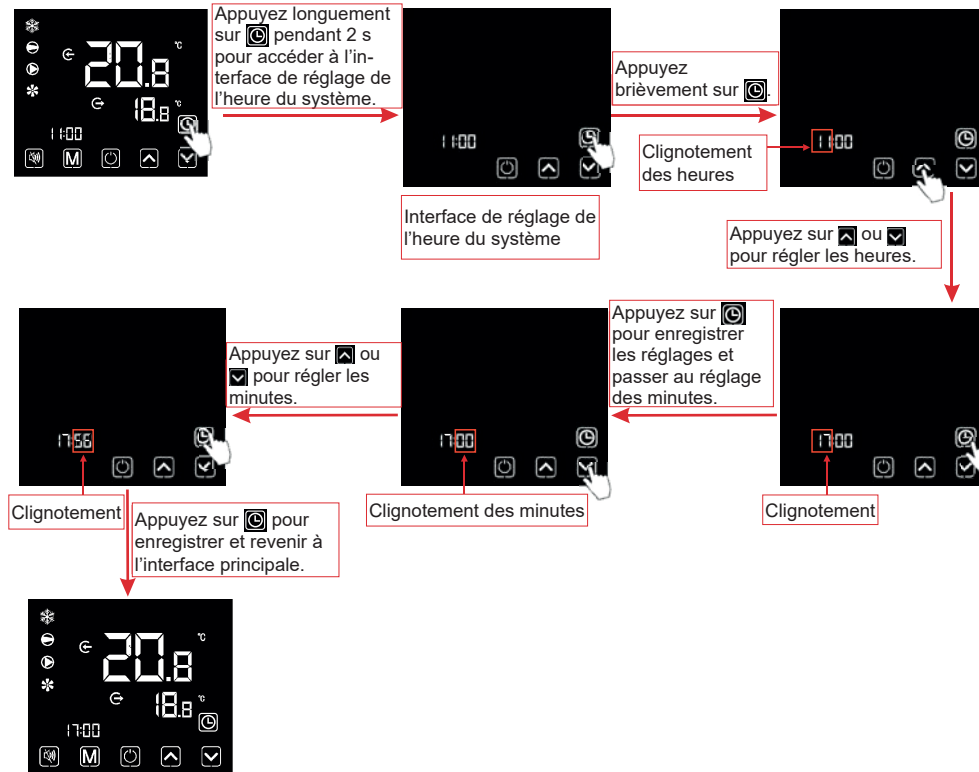 20.8 °C
18.8 °C
11:00
M
Appuyez longuement
sur pendant 2 s
pour accéder à l’in-
terface de réglage de
l’heure du système.
11:00
Interface de réglage de
l’heure du système
Appuyez
brièvement sur .
Clignotement
des heures
11:00
Appuyez sur ou
pour régler les heures.
17:00
Clignotement
Appuyez sur
pour enregistrer
les réglages et
passer au réglage
des minutes.
17:00
Clignotement des minutes
Appuyez sur ou
pour régler les
minutes.
17:56
Clignotement
Appuyez sur pour
enregistrer et revenir à
l’interface principale.
20.8 °C
18.8 °C
17:00
M